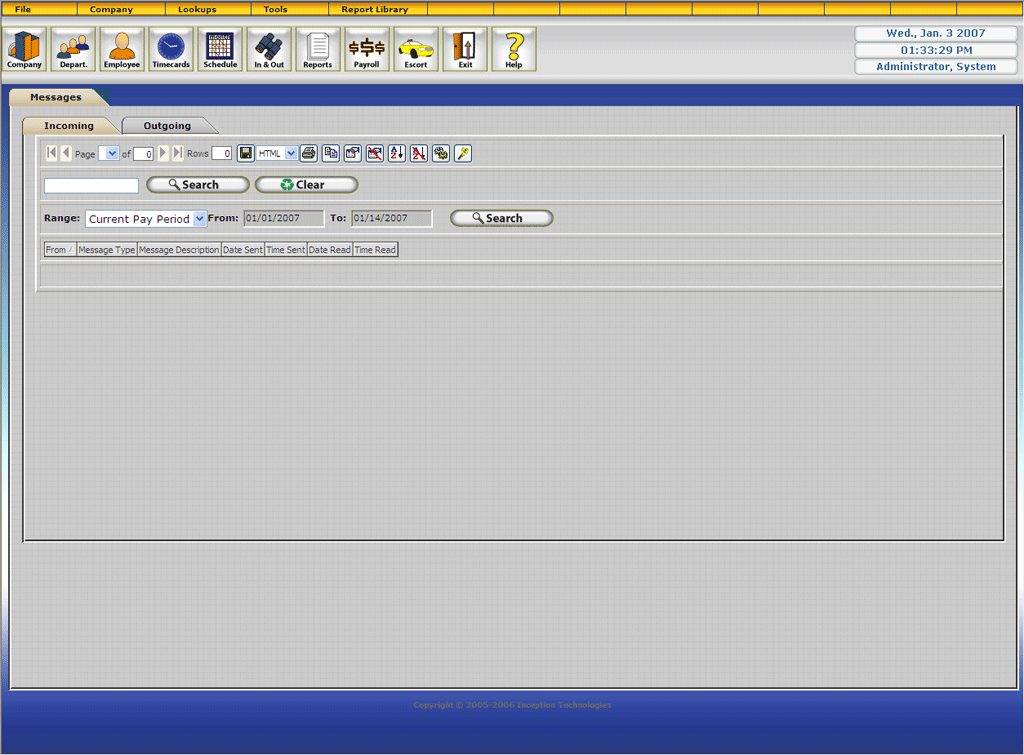 File Company Lookups Tools Report Library
Company Depart. Employee Timecards Schedule In & Out Reports Payroll Escort Exit Help
Wed., Jan. 3 2007
01:33:29 PM
Administrator, System
Messages
Incoming Outgoing
Page of 0 Rows 0 HTML
Search Clear
Range: Current Pay Period From: 01/01/2007 To: 01/14/2007 Search
From Message Type Message Description Date Sent Time Sent Date Read Time Read
Copyright © 2005-2006 Inception Technologies